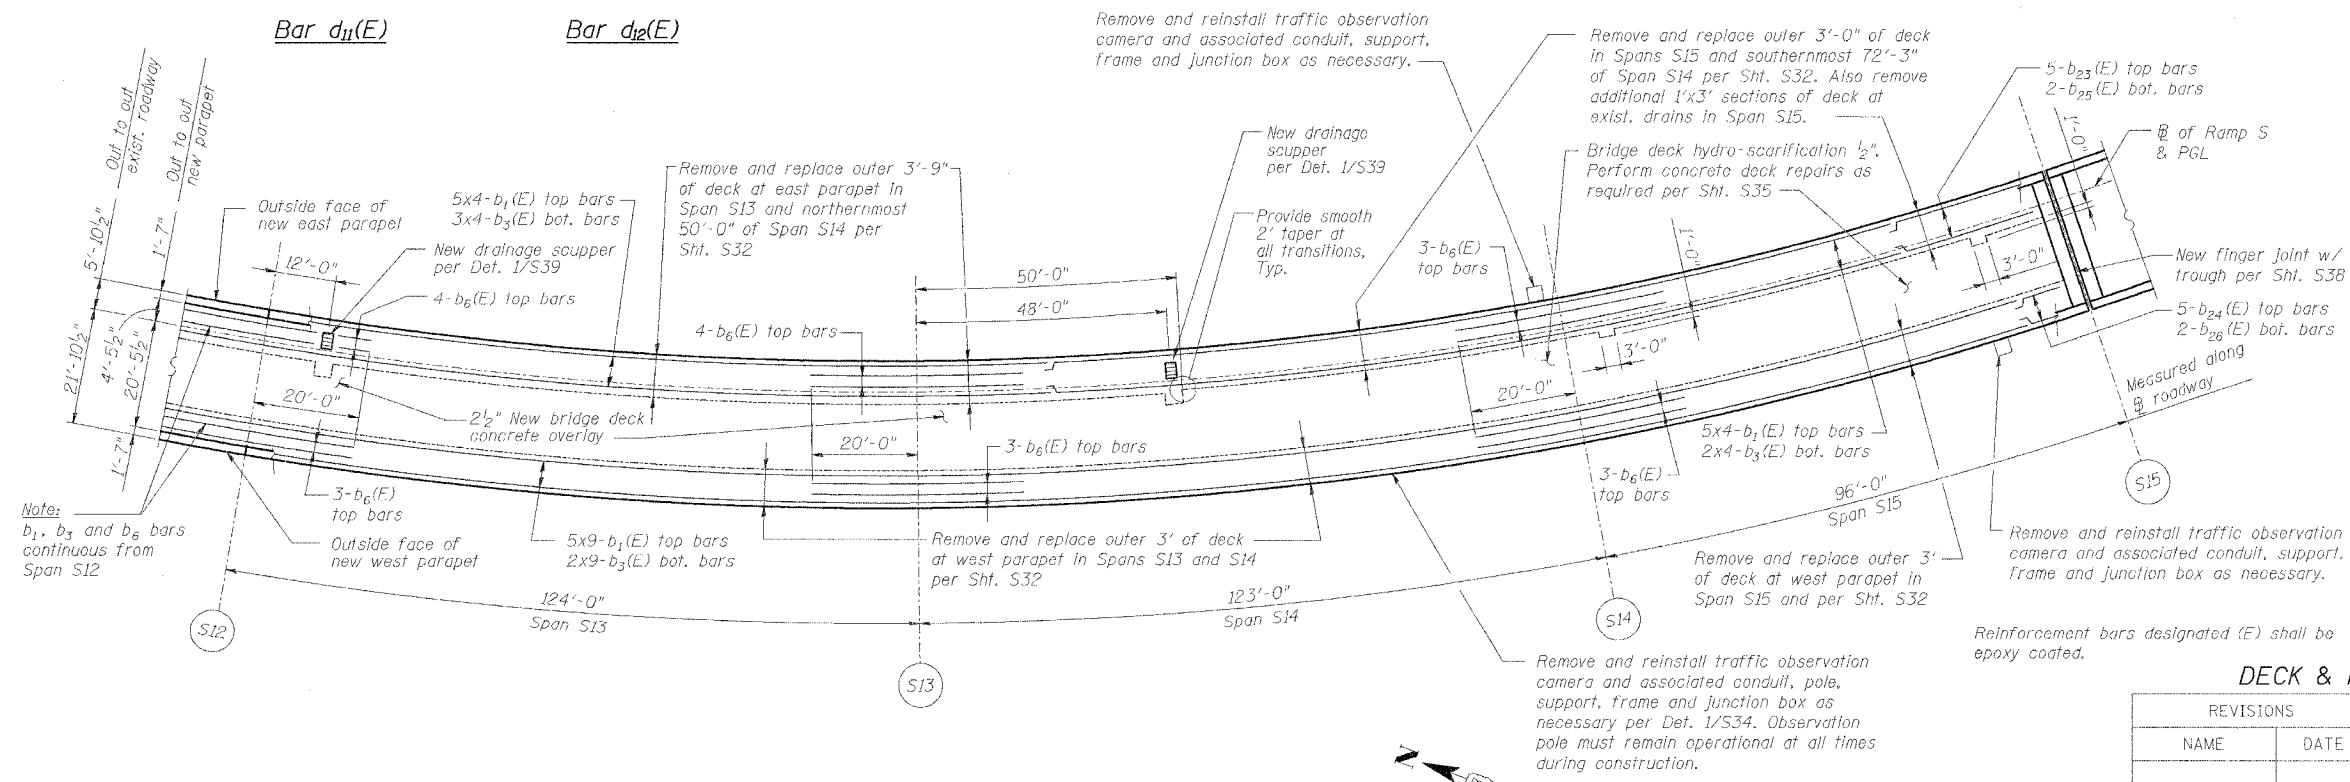 Bar d11(E)
Bar d12(E)
Remove and reinstall traffic observation
camera and associated conduit, support,
frame and junction box as necessary.
Remove and replace outer 3'-0" of deck
in Spans S15 and southernmost 72'-3"
of Span S14 per Sht. S32. Also remove
additional 1'x3' sections of deck at
exist. drains in Span S15.
5-b23(E) top bars
2-b25(E) bot. bars
1'-0"
℔ of Ramp S
& PGL
Out to out
exist. roadway
Out to out
new parapet
5'-10½"
1'-7"
Outside face of
new east parapet
5x4-b1(E) top bars
3x4-b3(E) bot. bars
Remove and replace outer 3'-9"
of deck at east parapet in
Span S13 and northernmost
50'-0" of Span S14 per
Sht. S32
New drainage
scupper
per Det. 1/S39
Bridge deck hydro-scarification ½".
Perform concrete deck repairs as
required per Sht. S35
Provide smooth
2' taper at
all transitions,
Typ.
New drainage scupper
per Det. 1/S39
12'-0"
4-b6(E) top bars
50'-0"
48'-0"
3-b6(E)
top bars
1'-0"
3'-0"
New finger joint w/
trough per Sht. S38
5-b24(E) top bars
2-b26(E) bot. bars
4-b6(E) top bars
21'-10½"
4'-5½"
20'-5½"
1'-7"
20'-0"
2½" New bridge deck
concrete overlay
20'-0"
3-b6(E) top bars
20'-0"
3'-0"
Measured along
℔ roadway
5x4-b1(E) top bars
2x4-b3(E) bot. bars
3-b6(E)
top bars
96'-0"
Span S15
S15
Note:
b1, b3 and b6 bars
continuous from
Span S12
3-b6(E)
top bars
Outside face of
new west parapet
5x9-b1(E) top bars
2x9-b3(E) bot. bars
Remove and replace outer 3' of deck
at west parapet in Spans S13 and S14
per Sht. S32
Remove and replace outer 3'
of deck at west parapet in
Span S15 and per Sht. S32
Remove and reinstall traffic observation
camera and associated conduit, support,
frame and junction box as necessary.
124'-0"
Span S13
123'-0"
Span S14
S12
S13
S14
Remove and reinstall traffic observation
camera and associated conduit, pole,
support, frame and junction box as
necessary per Det. 1/S34. Observation
pole must remain operational at all times
during construction.
Reinforcement bars designated (E) shall be
epoxy coated.
DECK &
REVISIONS
NAME
DATE
N